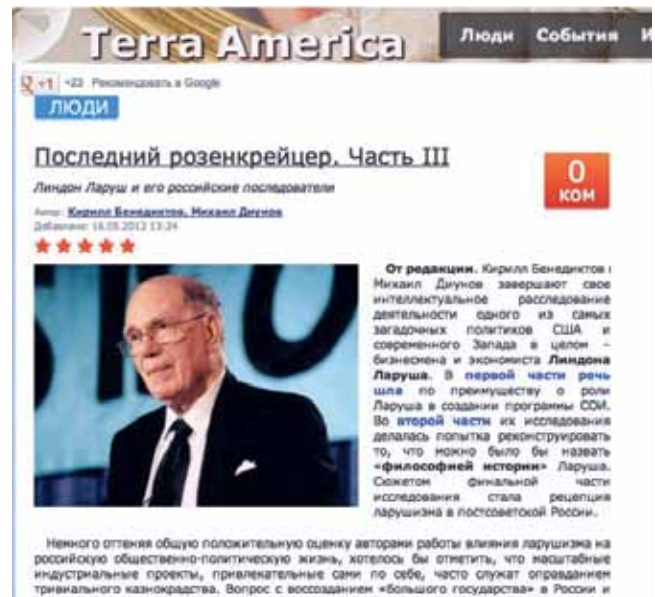 Terra America
Люди События И
+1 +23 Рекомендовать в Google
ЛЮДИ
Последний розенкрейцер. Часть III
Линдон Ларуш и его российские последователи
0
КОМ
Автор: Кирилл Бенедиктов, Михаил Диунов
Добавлено: 16.05.2012 13:24
От редакции. Кирилл Бенедиктов и
Михаил Диунов завершают свое
интеллектуальное расследование
деятельности одного из самых
загадочных политиков США и
современного Запада в целом –
бизнесмена и экономиста Линдона
Ларуша. В первой части речь
шла по преимуществу о роли
Ларуша в создании программы СОИ.
Во второй части их исследования
делалась попытка реконструировать
то, что можно было бы назвать
«философией истории» Ларуша.
Сюжетом финальной части
исследования стала рецепция
ларушизма в постсоветской России.
Немного оттеняя общую положительную оценку авторами работы влияния ларушизма на
российскую общественно-политическую жизнь, хотелось бы отметить, что масштабные
индустриальные проекты, привлекательные сами по себе, часто служат оправданием
тривиального казнокрадства. Вопрос с воссозданием «большого государства» в России и